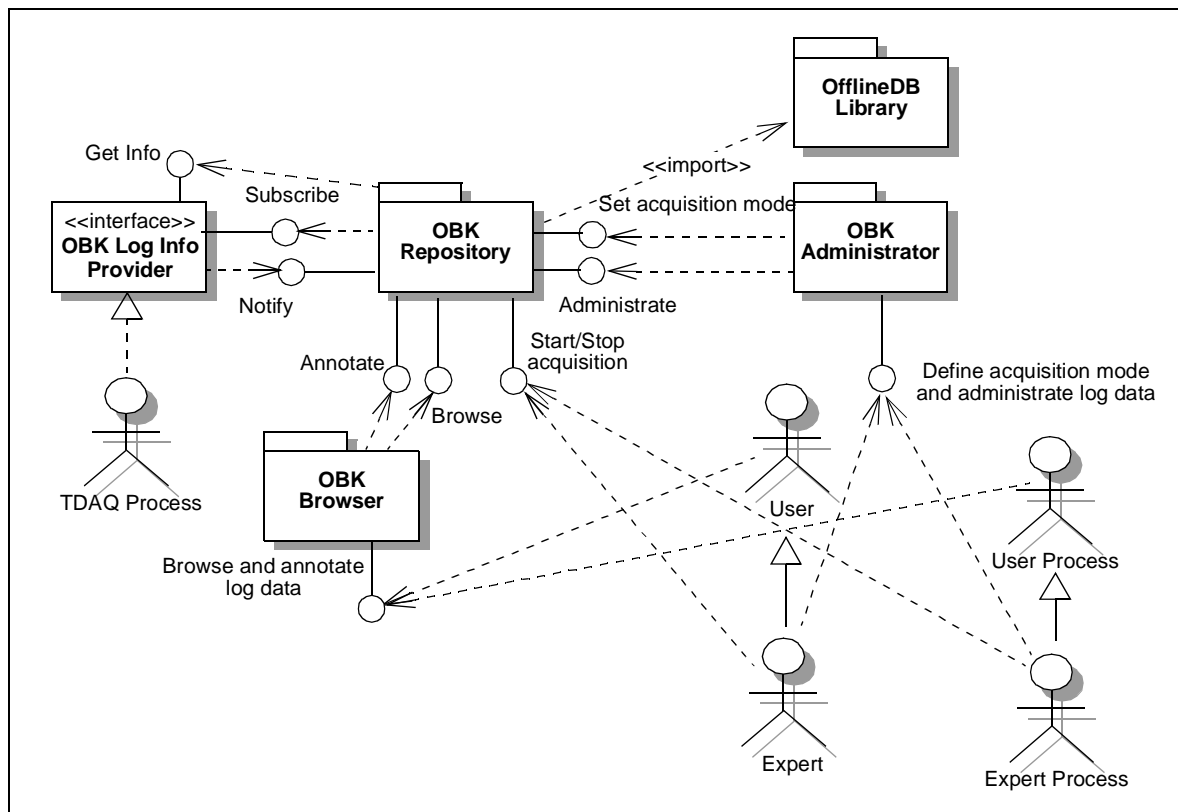 OfflineDB
Library
Get Info
<<import>>
Subscribe
Set acquisition mode
<<interface>>
OBK Log Info
Provider
OBK
Repository
OBK
Administrator
Notify
Administrate
Annotate
Start/Stop
acquisition
Browse
Define acquisition mode
and administrate log data
OBK
Browser
TDAQ Process
User
User Process
Browse and annotate
log data
Expert
Expert Process